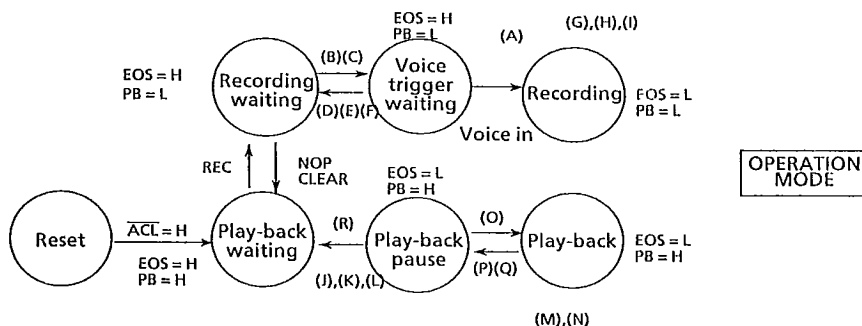 EOS = H
PB = L
(A)
(G),(H),(I)
EOS = H
PB = L
Recording
waiting
(B)(C)
(D)(E)(F)
Voice
trigger
waiting
Recording
EOS = L
PB = L
Voice in
REC
NOP
CLEAR
EOS = L
PB = H
OPERATION
MODE
Reset
ACL = H
EOS = H
PB = H
Play-back
waiting
(R)
(J),(K),(L)
Play-back
pause
(O)
(P)(Q)
Play-back
EOS = L
PB = H
(M),(N)